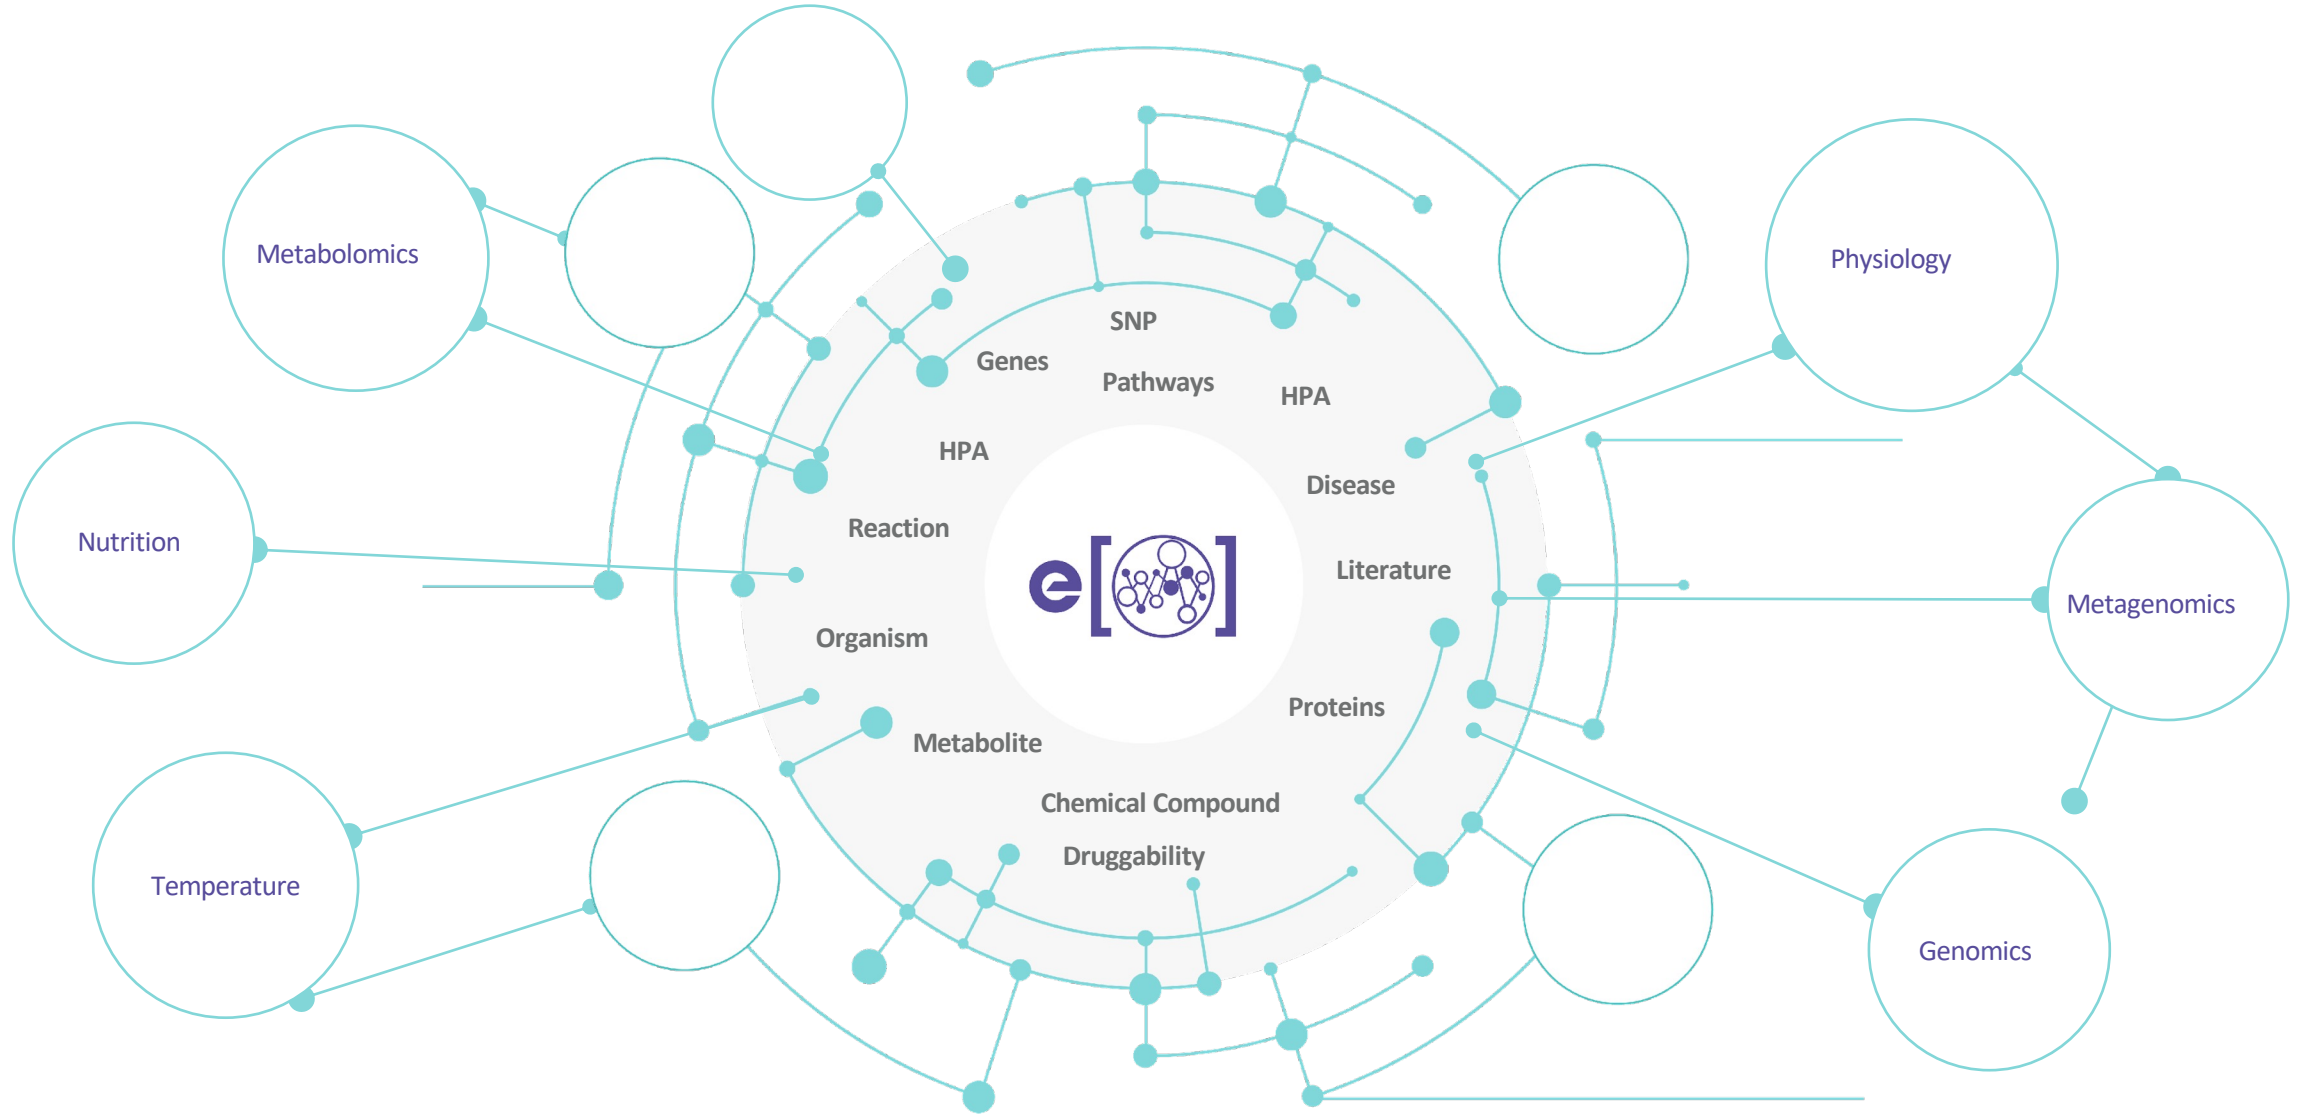 Metabolomics
Physiology
SNP
Genes
Pathways
HPA
HPA
Disease
Reaction
Nutrition
Literature
e[]
Metagenomics
Organism
Proteins
Metabolite
Chemical Compound
Druggability
Temperature
Genomics